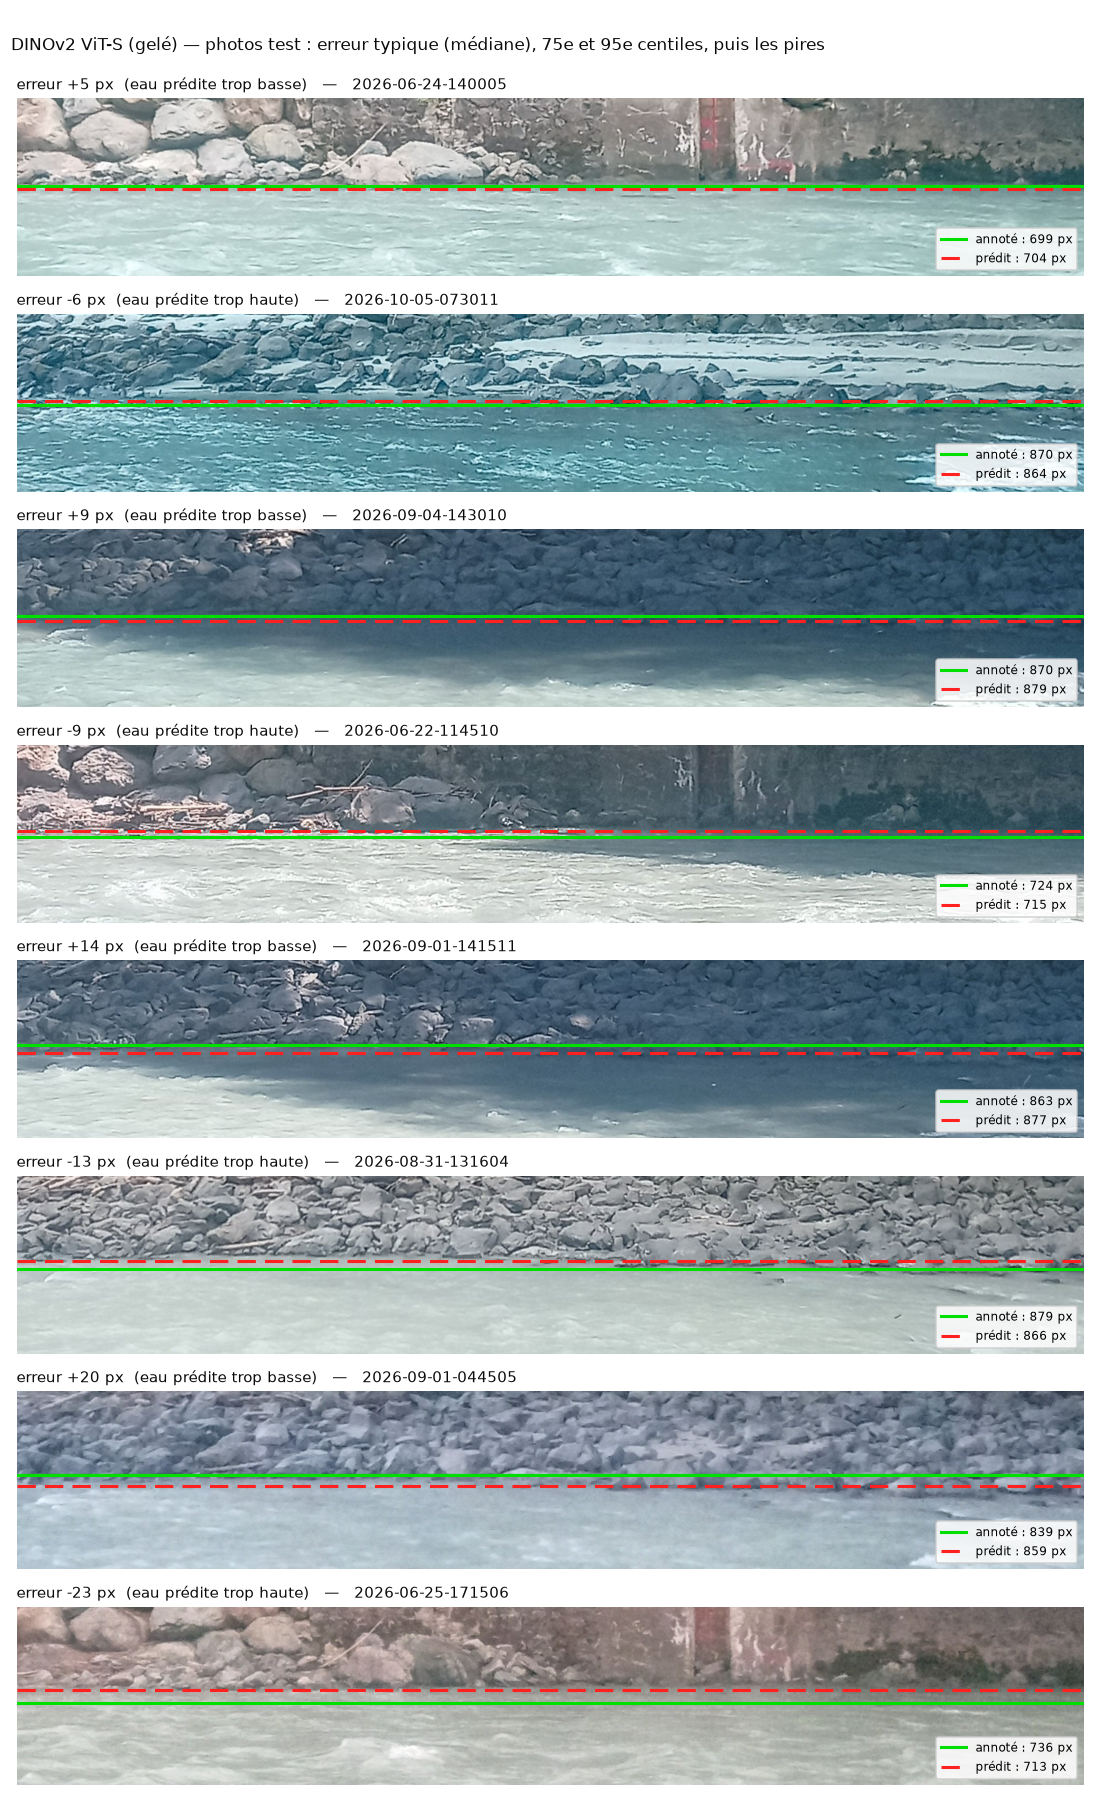 DINOv2 ViT-S (gelé) — photos test : erreur typique (médiane), 75e et 95e centiles, puis les pires
erreur +5 px (eau prédite trop basse) — 2026-06-24-140005
annoté : 699 px
prédit : 704 px
erreur -6 px (eau prédite trop haute) — 2026-10-05-073011
annoté : 870 px
prédit : 864 px
erreur +9 px (eau prédite trop basse) — 2026-09-04-143010
annoté : 870 px
prédit : 879 px
erreur -9 px (eau prédite trop haute) — 2026-06-22-114510
annoté : 724 px
prédit : 715 px
erreur +14 px (eau prédite trop basse) — 2026-09-01-141511
annoté : 863 px
prédit : 877 px
erreur -13 px (eau prédite trop haute) — 2026-08-31-131604
annoté : 879 px
prédit : 866 px
erreur +20 px (eau prédite trop basse) — 2026-09-01-044505
annoté : 839 px
prédit : 859 px
erreur -23 px (eau prédite trop haute) — 2026-06-25-171506
annoté : 736 px
prédit : 713 px